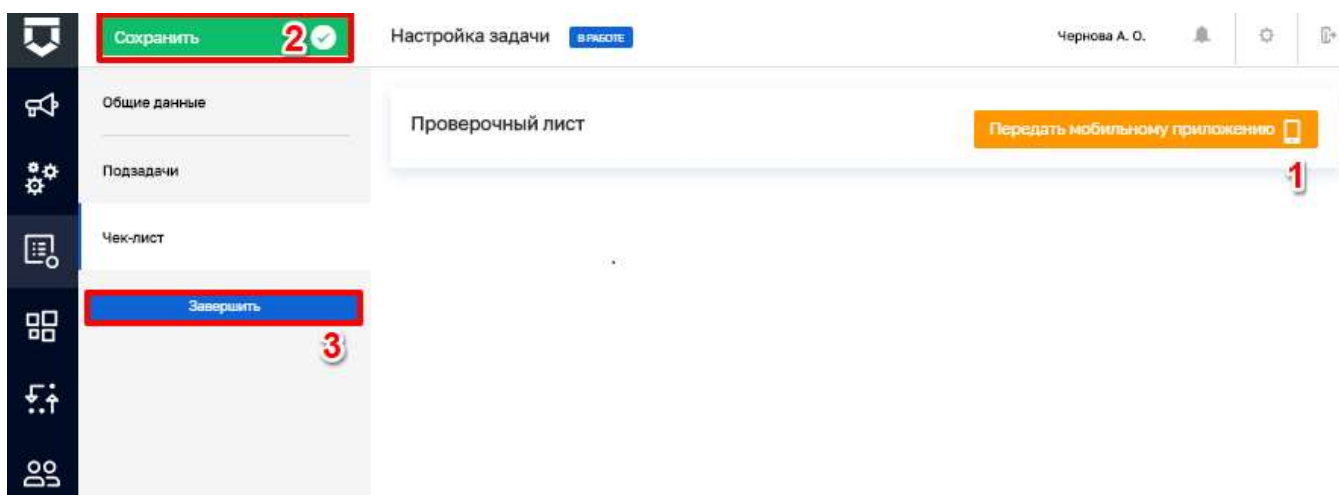 Сохранить 2
Настройка задачи В РАБОТЕ
Чернова А. О.
Общие данные
Проверочный лист
Передать мобильному приложению
1
Подзадачи
Чек-лист
Завершить
3